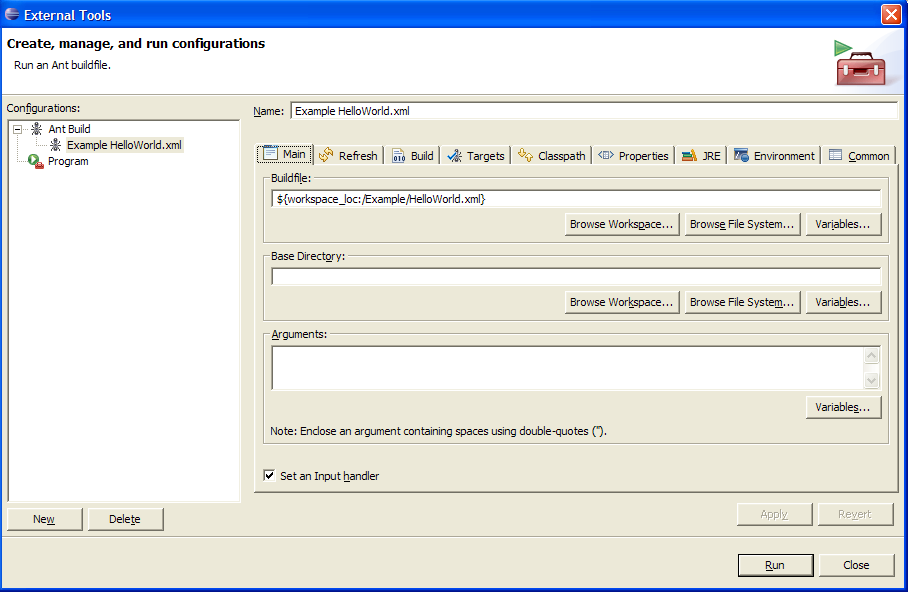 External Tools
Create, manage, and run configurations
Run an Ant buildfile.
Configurations:
Ant Build
Example HelloWorld.xml
Program
New Delete
Name: Example HelloWorld.xml
Main Refresh Build Targets Classpath Properties JRE Environment Common
Buildfile:
${workspace_loc:/Example/HelloWorld.xml}
Browse Workspace... Browse File System... Variables...
Base Directory:
Browse Workspace... Browse File System... Variables...
Arguments:
Variables...
Note: Enclose an argument containing spaces using double-quotes (").
Set an Input handler
Apply Revert
Run Close